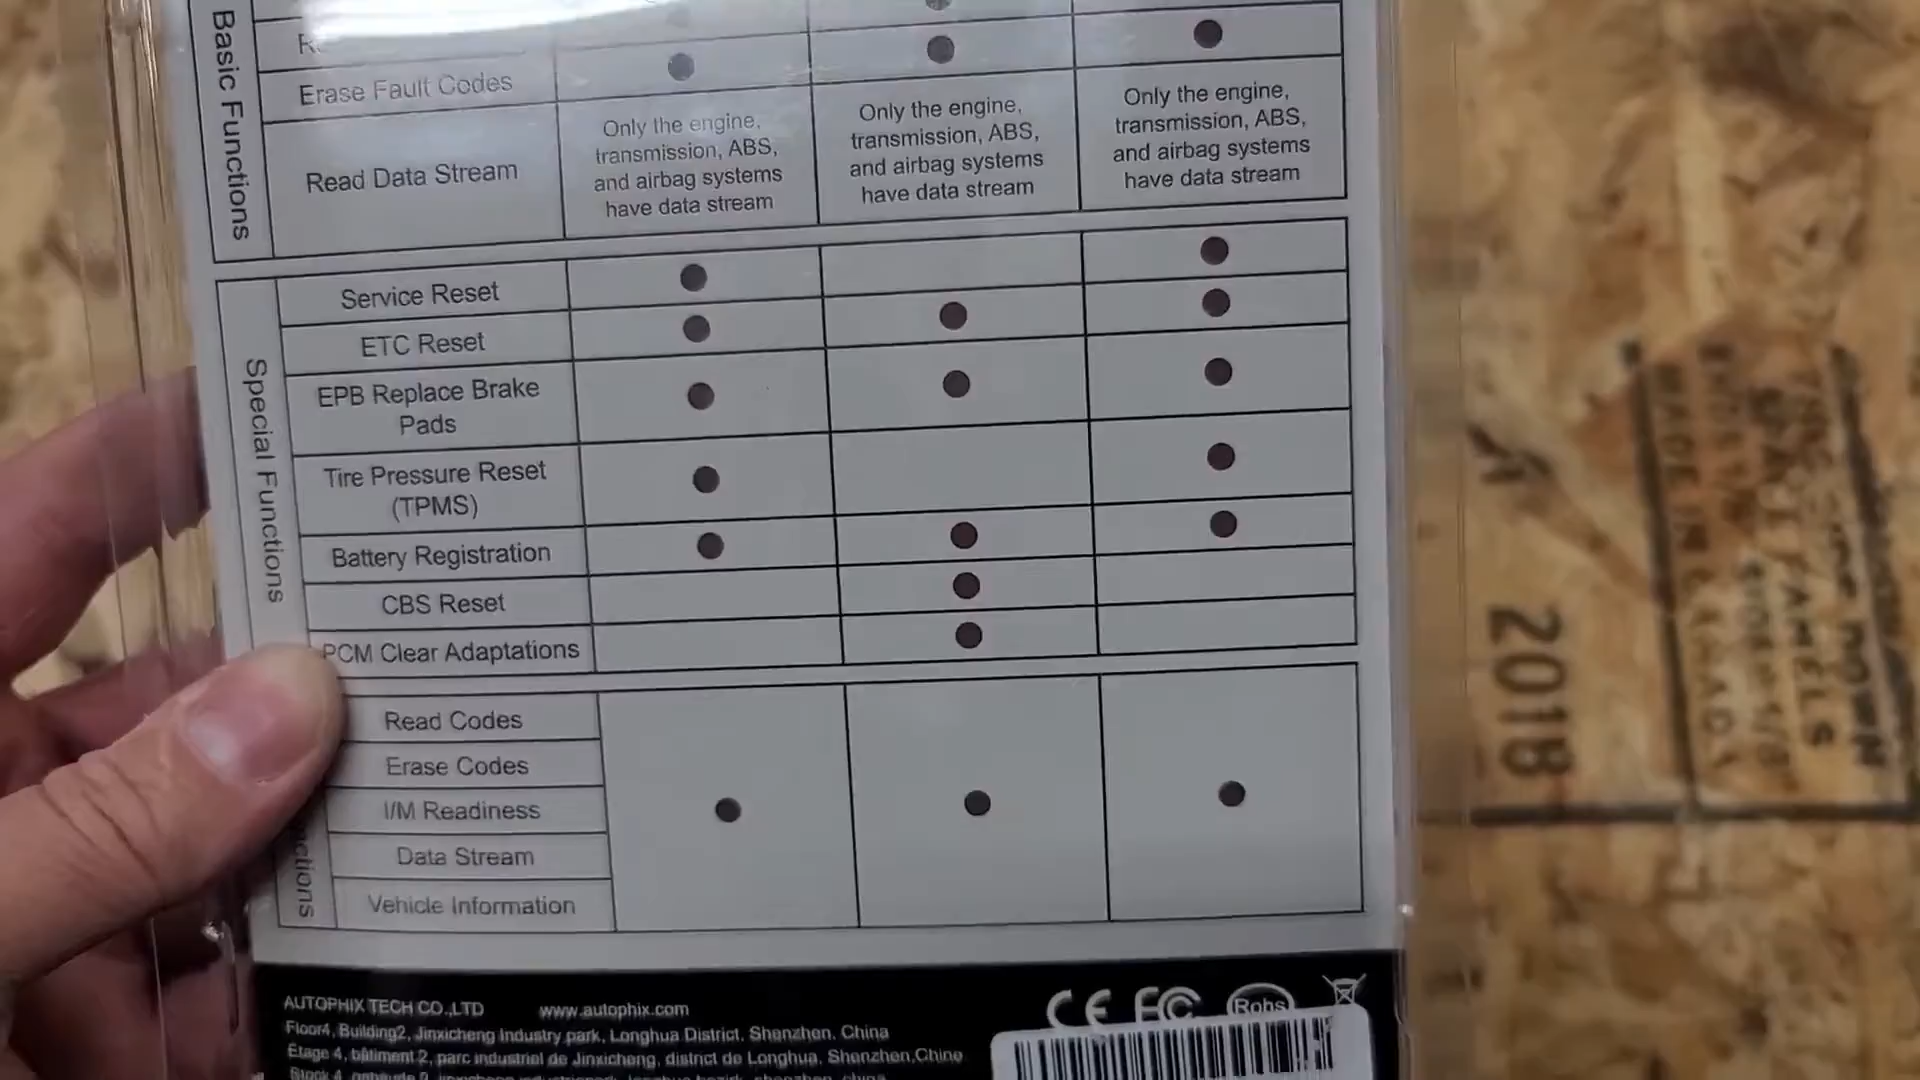 Basic Functions
Erase Fault Codes
Read Data Stream
Only the engine,
transmission, ABS,
and airbag systems
have data stream
Only the engine,
transmission, ABS,
and airbag systems
have data stream
Only the engine,
transmission, ABS,
and airbag systems
have data stream
Special Functions
Service Reset
ETC Reset
EPB Replace Brake
Pads
Tire Pressure Reset
(TPMS)
Battery Registration
CBS Reset
PCM Clear Adaptations
Read Codes
Erase Codes
I/M Readiness
Data Stream
Vehicle Information
AUTOPHIX TECH CO.,LTD
www.autophix.com
Floor4, Building2, Jinxicheng Industry park, Longhua District, Shenzhen, China
Étage 4, bâtiment 2, parc industriel de Jinxicheng, district de Longhua, Shenzhen,Chine
CE FC Rohs
2018
MADE IN CANADA